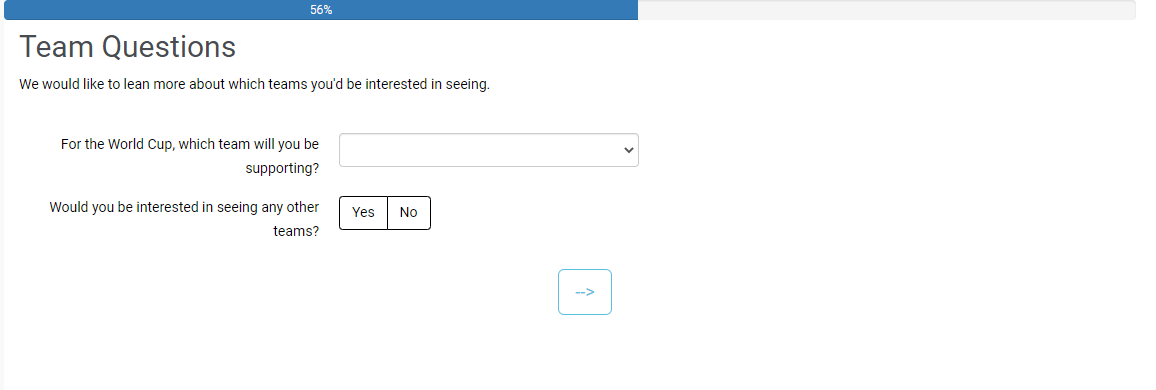 56%
Team Questions
We would like to lean more about which teams you'd be interested in seeing.
For the World Cup, which team will you be
supporting?
Would you be interested in seeing any other
teams?
Yes No
-->